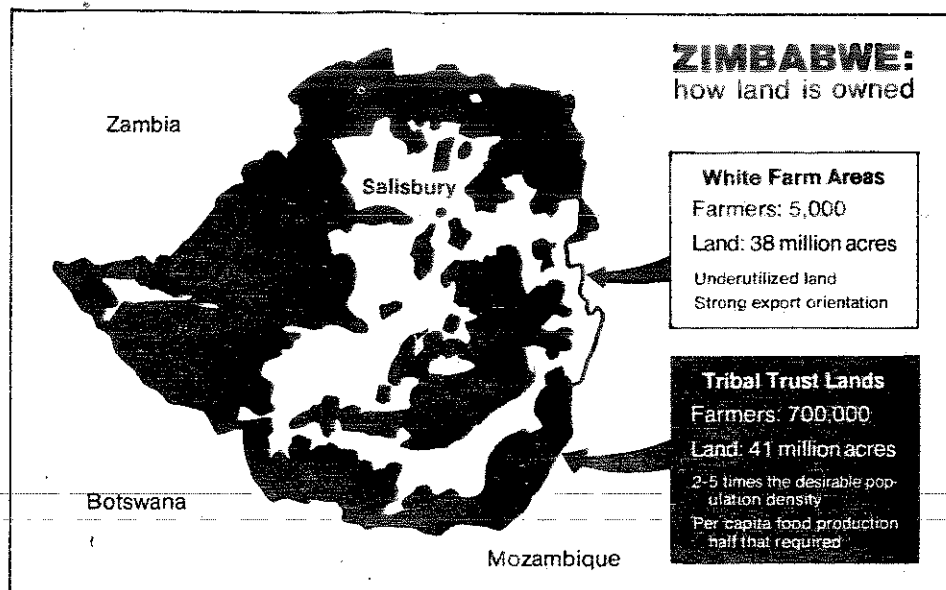 ZIMBABWE:
how land is owned
Zambia
Salisbury
White Farm Areas
Farmers: 5,000
Land: 38 million acres
Underutilized land
Strong export orientation
Tribal Trust Lands
Farmers: 700,000
Land: 41 million acres
2-5 times the desirable pop-
ulation density
Per capita food production
half that required
Botswana
Mozambique